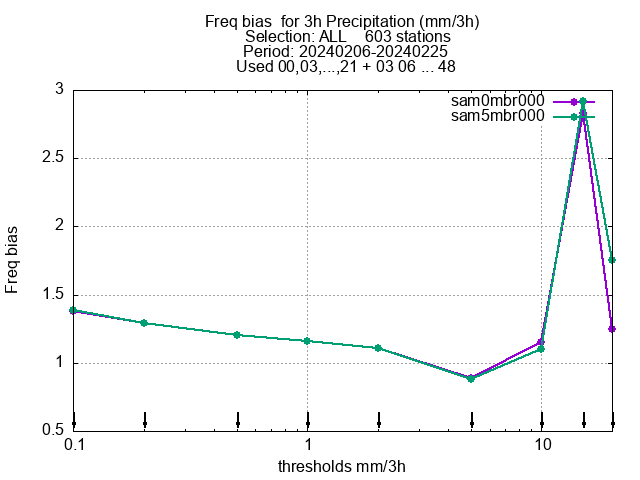 Freq bias  for 3h Precipitation (mm/3h)
Selection: ALL    603 stations
Period: 20240206-20240225
Used 00,03,...,21 + 03 06 ... 48
sam0mbr000
sam5mbr000
3
2.5
2
1.5
1
0.5
Freq bias
0.1 1 10
thresholds mm/3h